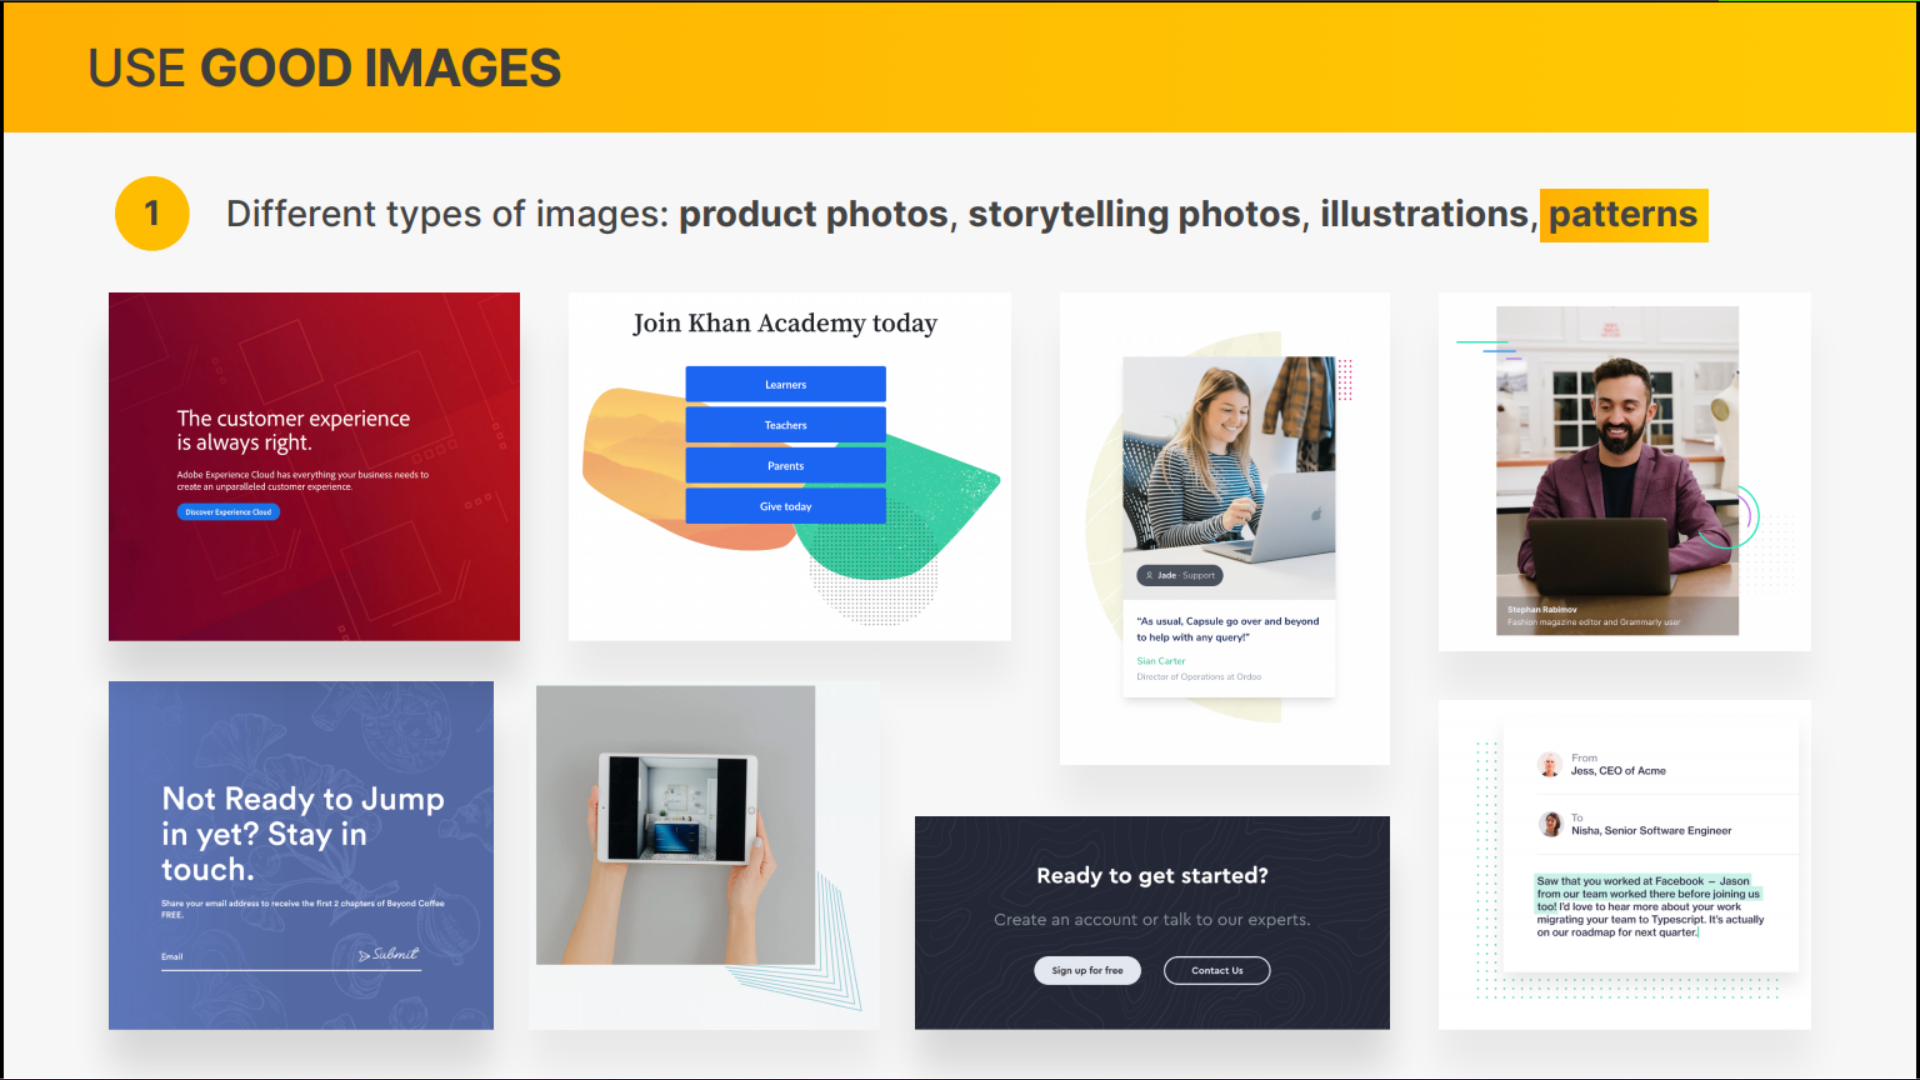 USE GOOD IMAGES
1
Different types of images: product photos, storytelling photos, illustrations, patterns
The customer experience
is always right.
Adobe Experience Cloud has everything your business needs to
create an unparalleled customer experience.
Discover Experience Cloud
Join Khan Academy today
Learners
Teachers
Parents
Give today
Jade · Support
“As usual, Capsule go over and beyond
to help with any query!”
Sian Carter
Director of Operations at Ordoo
Stephan Rabimov
Fashion magazine editor and Grammarly user
Not Ready to Jump
in yet? Stay in
touch.
Share your email address to receive the first 2 chapters of Beyond Coffee
FREE.
Email
Submit
Ready to get started?
Create an account or talk to our experts.
Sign up for free
Contact Us
From
Jess, CEO of Acme
To
Nisha, Senior Software Engineer
Saw that you worked at Facebook – Jason
from our team worked there before joining us
too! I'd love to hear more about your work
migrating your team to Typescript. It's actually
on our roadmap for next quarter.